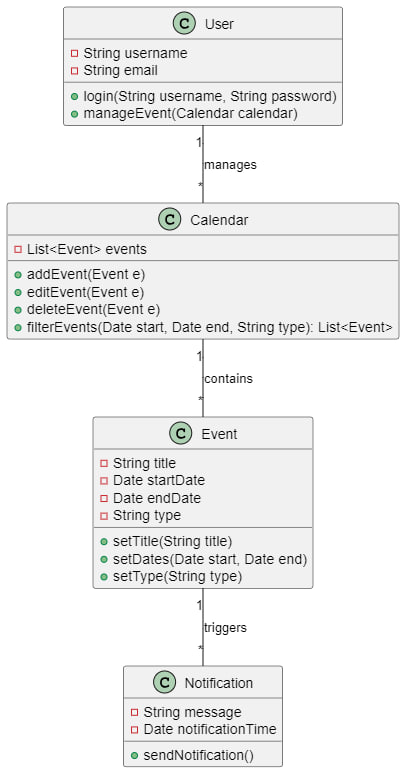 C User
String username
String email
login(String username, String password)
manageEvent(Calendar calendar)
1
manages
*
C Calendar
List<Event> events
addEvent(Event e)
editEvent(Event e)
deleteEvent(Event e)
filterEvents(Date start, Date end, String type): List<Event>
1
contains
*
C Event
String title
Date startDate
Date endDate
String type
setTitle(String title)
setDates(Date start, Date end)
setType(String type)
1
triggers
*
C Notification
String message
Date notificationTime
sendNotification()